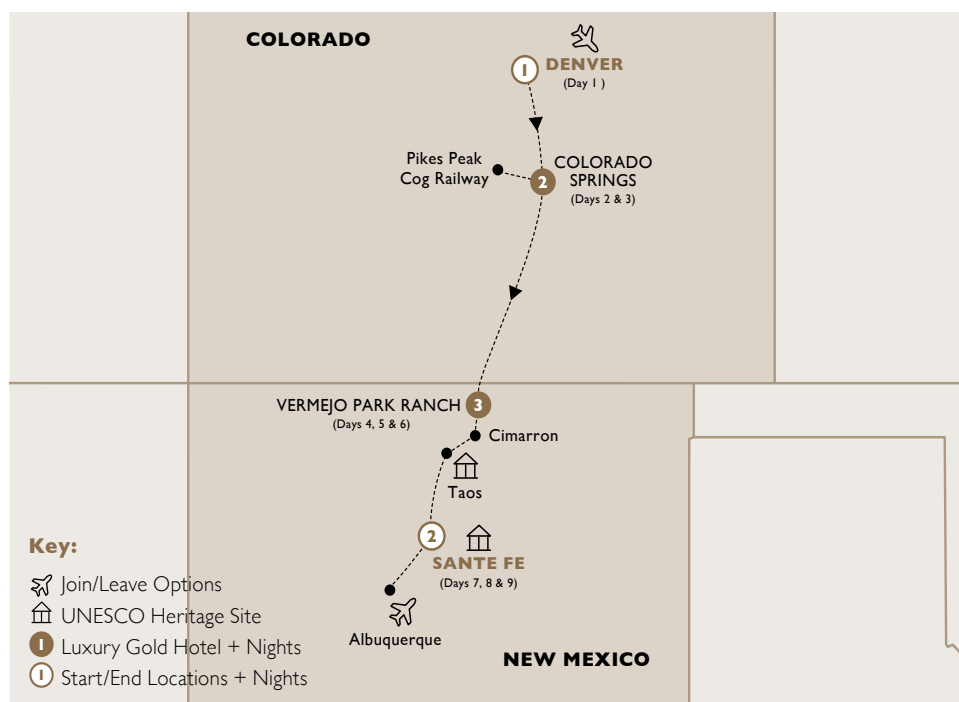 COLORADO
1
DENVER
(Day 1 )
Pikes Peak
Cog Railway
2
COLORADO
SPRINGS
(Days 2 & 3)
VERMEJO PARK RANCH
(Days 4, 5 & 6)
3
Cimarron
Taos
2
SANTE FE
(Days 7, 8 & 9)
Albuquerque
NEW MEXICO
Key:
Join/Leave Options
UNESCO Heritage Site
1 Luxury Gold Hotel + Nights
1 Start/End Locations + Nights